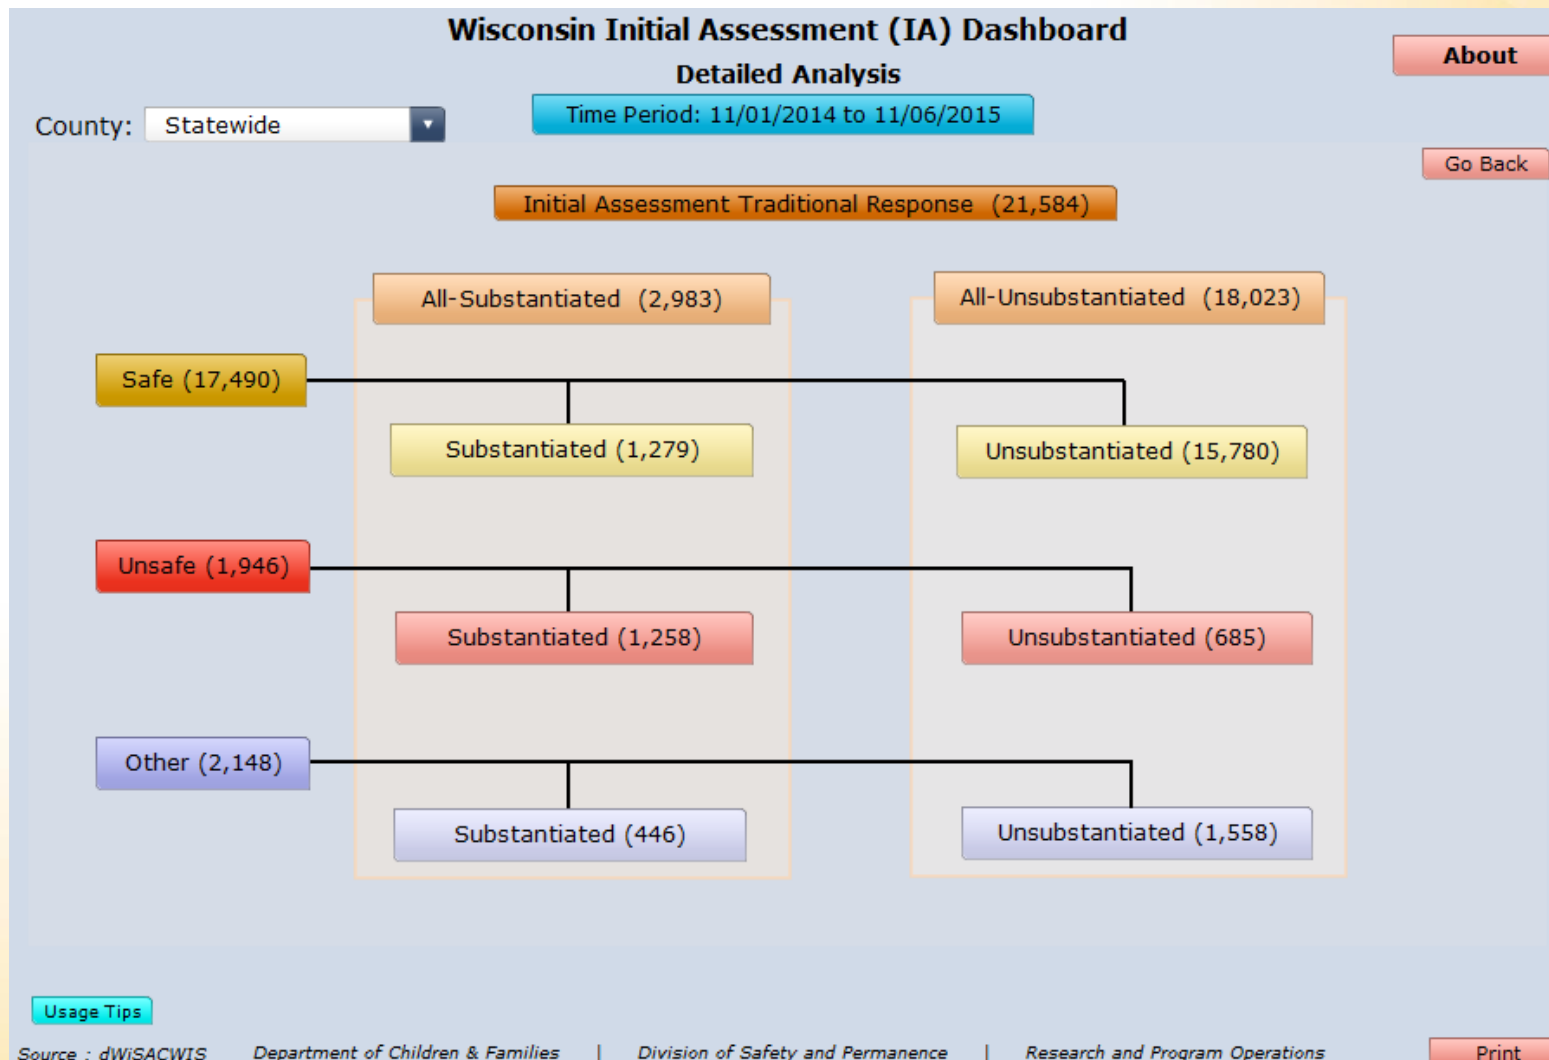 Wisconsin Initial Assessment (IA) Dashboard
Detailed Analysis
About
County: Statewide
Time Period: 11/01/2014 to 11/06/2015
Go Back
Initial Assessment Traditional Response (21,584)
All-Substantiated (2,983)
All-Unsubstantiated (18,023)
Safe (17,490)
Substantiated (1,279)
Unsubstantiated (15,780)
Unsafe (1,946)
Substantiated (1,258)
Unsubstantiated (685)
Other (2,148)
Substantiated (446)
Unsubstantiated (1,558)
Usage Tips
Source : dWiSACWIS Department of Children & Families | Division of Safety and Permanence | Research and Program Operations
Print